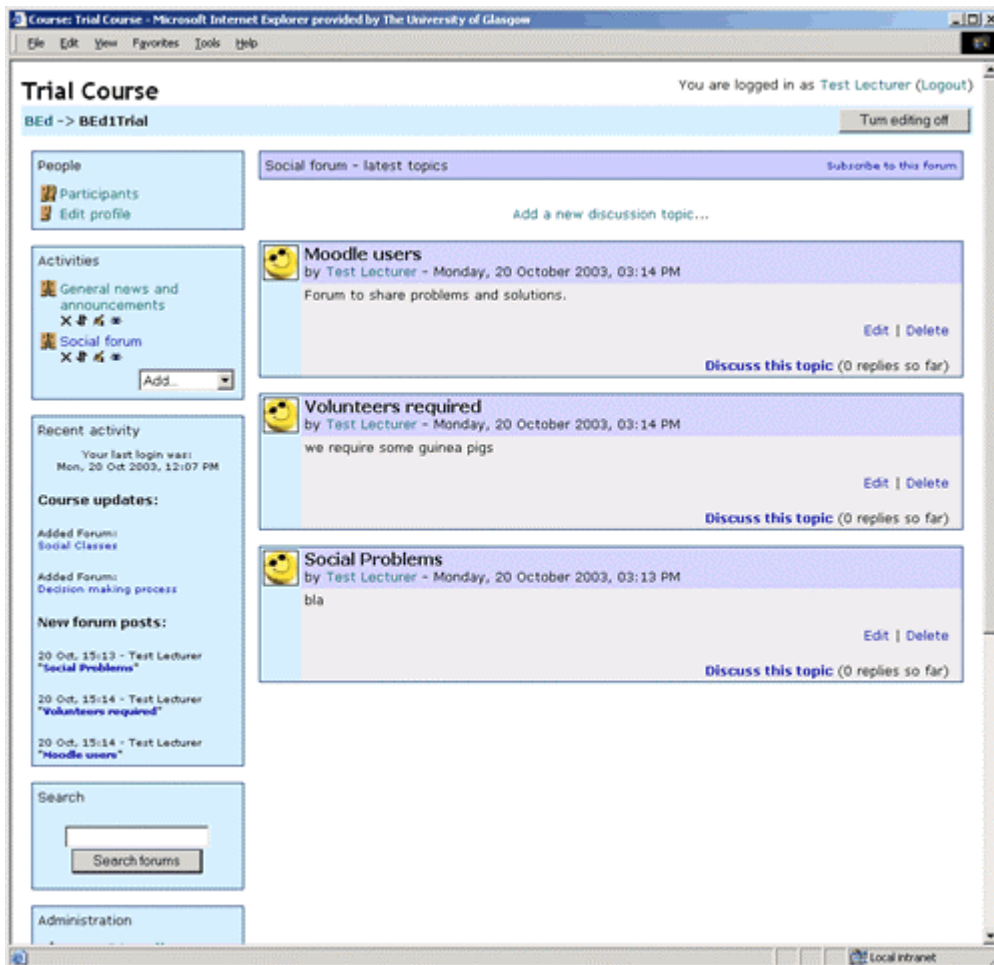 Course: Trial Course - Microsoft Internet Explorer provided by The University of Glasgow
File Edit View Favorites Tools Help
Trial Course
You are logged in as Test Lecturer (Logout)
BEd -> BEd1Trial
Turn editing off
People
Participants
Edit profile
Activities
General news and
announcements
Social forum
Add...
Recent activity
Your last login was:
Mon, 20 Oct 2003, 12:07 PM
Course updates:
Added Forum:
Social Classes
Added Forum:
Decision making process
New forum posts:
20 Oct, 15:13 - Test Lecturer
"Social Problems"
20 Oct, 15:14 - Test Lecturer
"Volunteers required"
20 Oct, 15:14 - Test Lecturer
"Moodle users"
Search
Search forums
Administration
Social forum - latest topics
Subscribe to this forum
Add a new discussion topic...
Moodle users
by Test Lecturer - Monday, 20 October 2003, 03:14 PM
Forum to share problems and solutions.
Edit | Delete
Discuss this topic (0 replies so far)
Volunteers required
by Test Lecturer - Monday, 20 October 2003, 03:14 PM
we require some guinea pigs
Edit | Delete
Discuss this topic (0 replies so far)
Social Problems
by Test Lecturer - Monday, 20 October 2003, 03:13 PM
bla
Edit | Delete
Discuss this topic (0 replies so far)
Local intranet